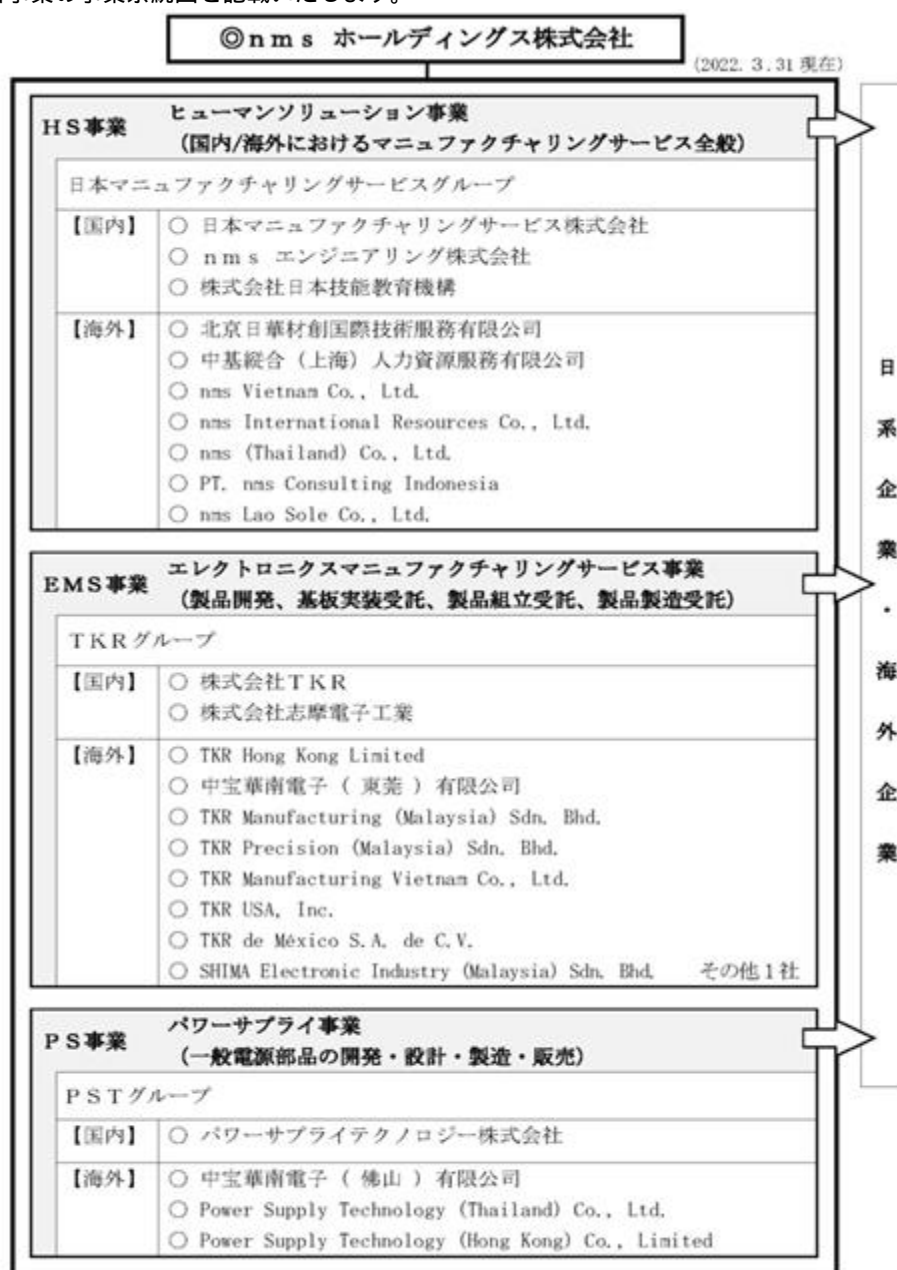 ◎nms ホールディングス株式会社
(2022. 3.31 現在)
HS事業
ヒューマンソリューション事業
(国内/海外におけるマニュファクチャリングサービス全般)
日本マニュファクチャリングサービスグループ
【国内】 ○ 日本マニュファクチャリングサービス株式会社
○ nms エンジニアリング株式会社
○ 株式会社日本技能教育機構
【海外】 ○ 北京日華材創国際技術服務有限公司
○ 中基縦合(上海)人力資源服務有限公司
○ nms Vietnam Co., Ltd.
○ nms International Resources Co., Ltd.
○ nms (Thailand) Co., Ltd.
○ PT. nms Consulting Indonesia
○ nms Lao Sole Co., Ltd.
EMS事業
エレクトロニクスマニュファクチャリングサービス事業
(製品開発、基板実装受託、製品組立受託、製品製造受託)
TKRグループ
【国内】 ○ 株式会社TKR
○ 株式会社志摩電子工業
【海外】 ○ TKR Hong Kong Limited
○ 中宝華南電子(東莞)有限公司
○ TKR Manufacturing (Malaysia) Sdn. Bhd.
○ TKR Precision (Malaysia) Sdn. Bhd.
○ TKR Manufacturing Vietnam Co., Ltd.
○ TKR USA, Inc.
○ TKR de México S.A. de C.V.
○ SHIMA Electronic Industry (Malaysia) Sdn. Bhd. その他1社
PS事業
パワーサプライ事業
(一般電源部品の開発・設計・製造・販売)
PSTグループ
【国内】 ○ パワーサプライテクノロジー株式会社
【海外】 ○ 中宝華南電子(佛山)有限公司
○ Power Supply Technology (Thailand) Co., Ltd.
○ Power Supply Technology (Hong Kong) Co., Limited
日系企業・海外企業